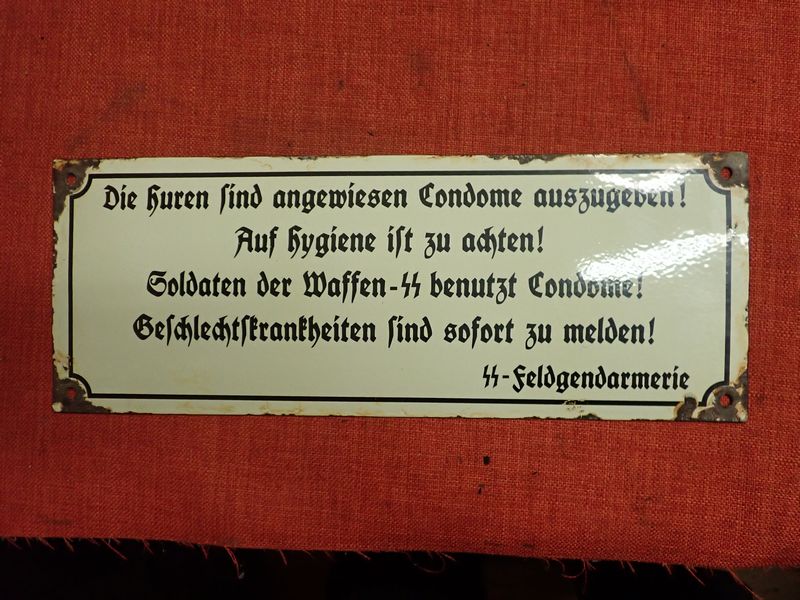 Die Huren sind angewiesen Condome auszugeben!
Auf Hygiene ist zu achten!
Soldaten der Waffen-SS benutzt Condome!
Geschlechtskrankheiten sind sofort zu melden!
SS-Feldgendarmerie